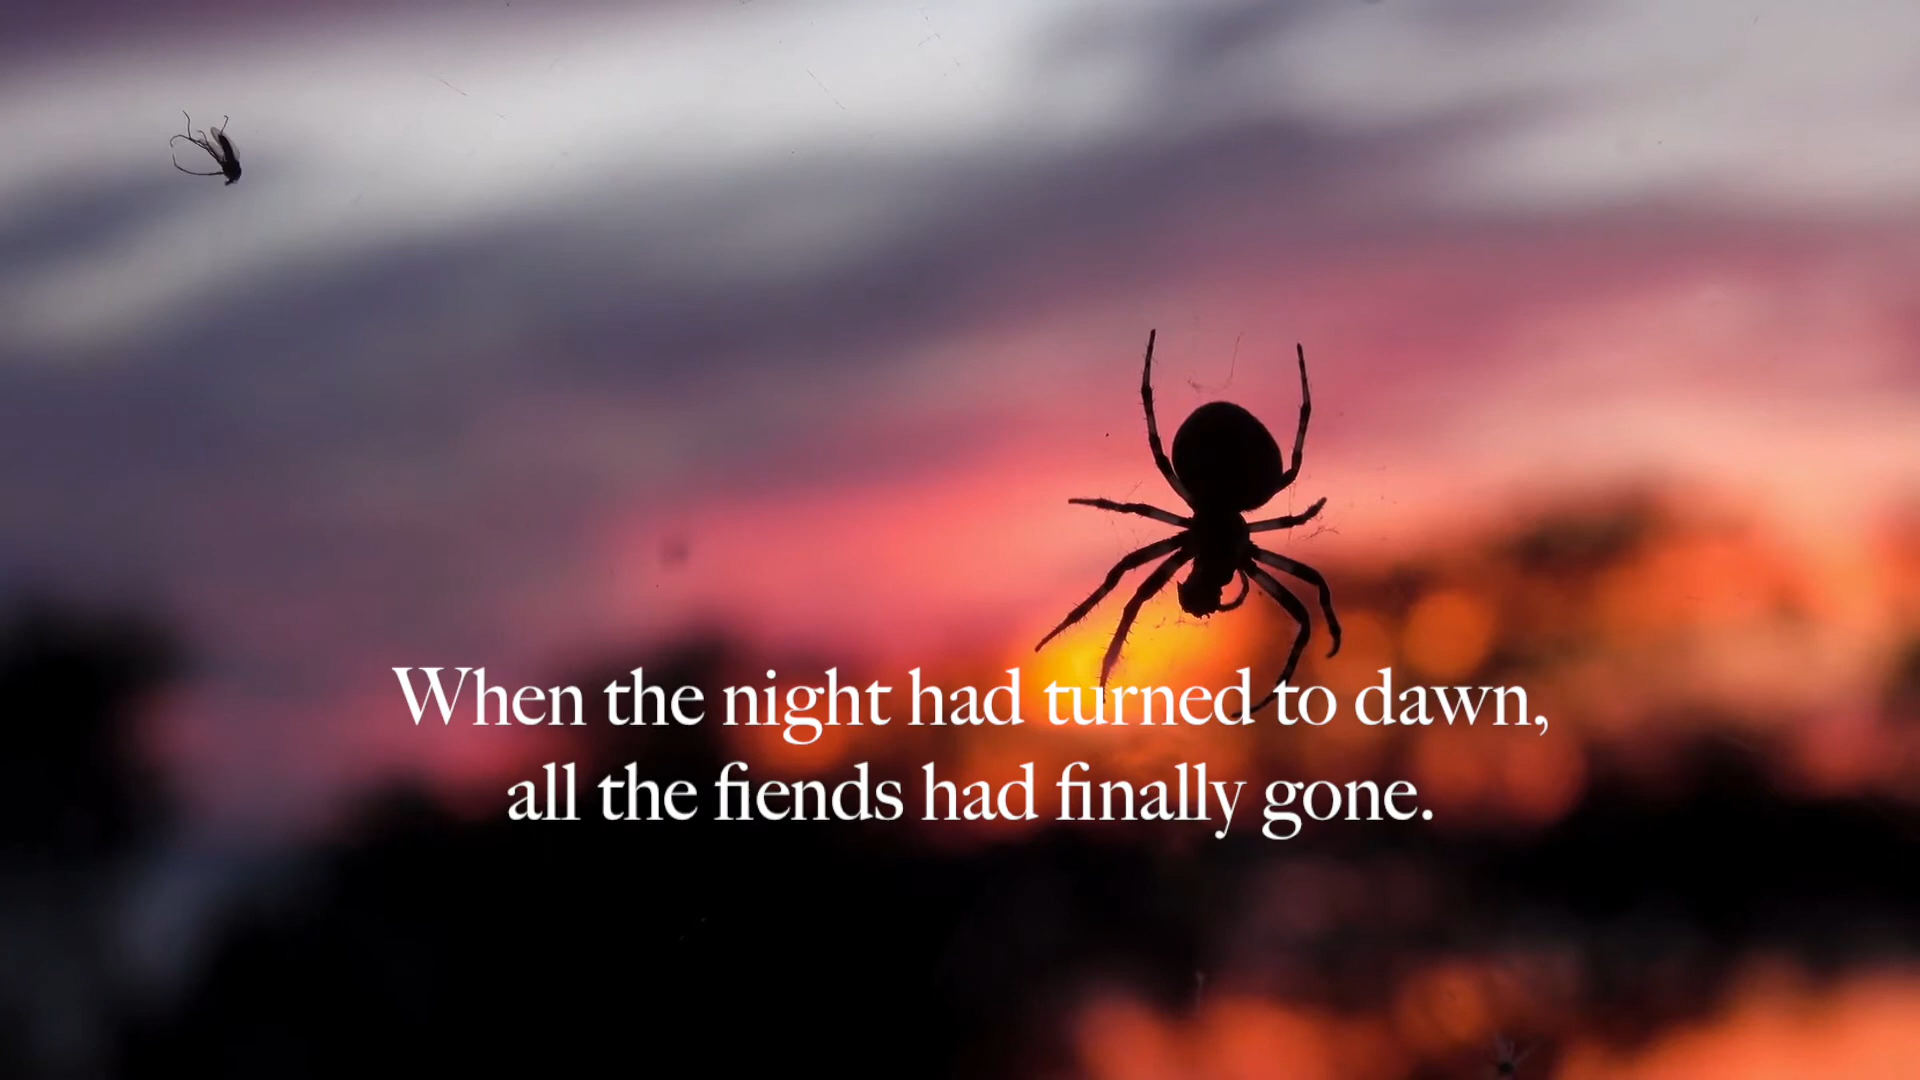 When the night had turned to dawn,
all the fiends had finally gone.